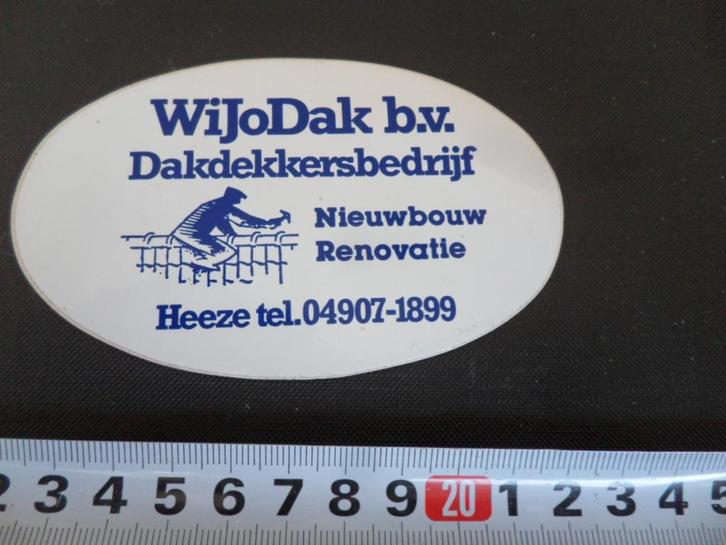 WiJoDak b.v.
Dakdekkersbedrijf
Nieuwbouw
Renovatie
Heeze tel. 04907-1899
2 3 4 5 6 7 8 9 20 1 2 3 4 5